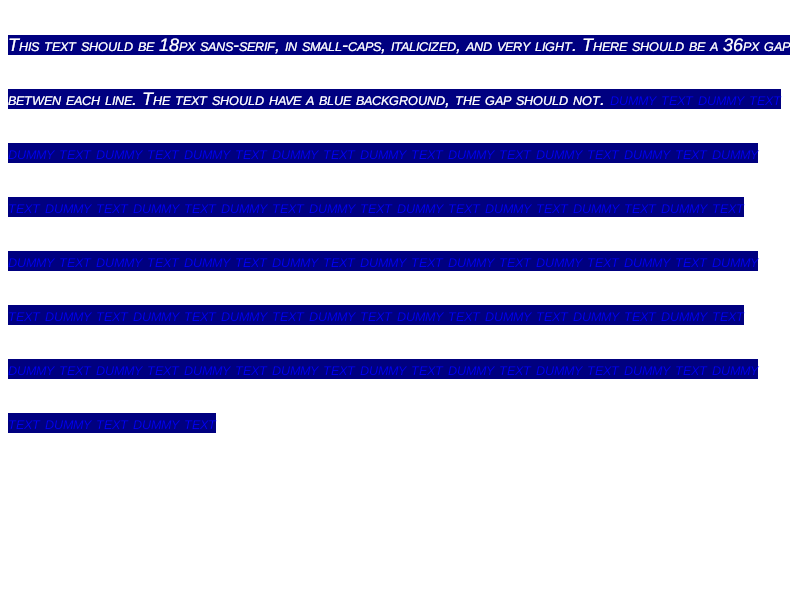 This text should be 18px sans-serif, in small-caps, italicized, and very light. There should be a 36px gap
betwen each line. The text should have a blue background, the gap should not. dummy text dummy text
dummy text dummy text dummy text dummy text dummy text dummy text dummy text dummy text dummy
text dummy text dummy text dummy text dummy text dummy text dummy text dummy text dummy text
dummy text dummy text dummy text dummy text dummy text dummy text dummy text dummy text dummy
text dummy text dummy text dummy text dummy text dummy text dummy text dummy text dummy text
dummy text dummy text dummy text dummy text dummy text dummy text dummy text dummy text dummy
text dummy text dummy text